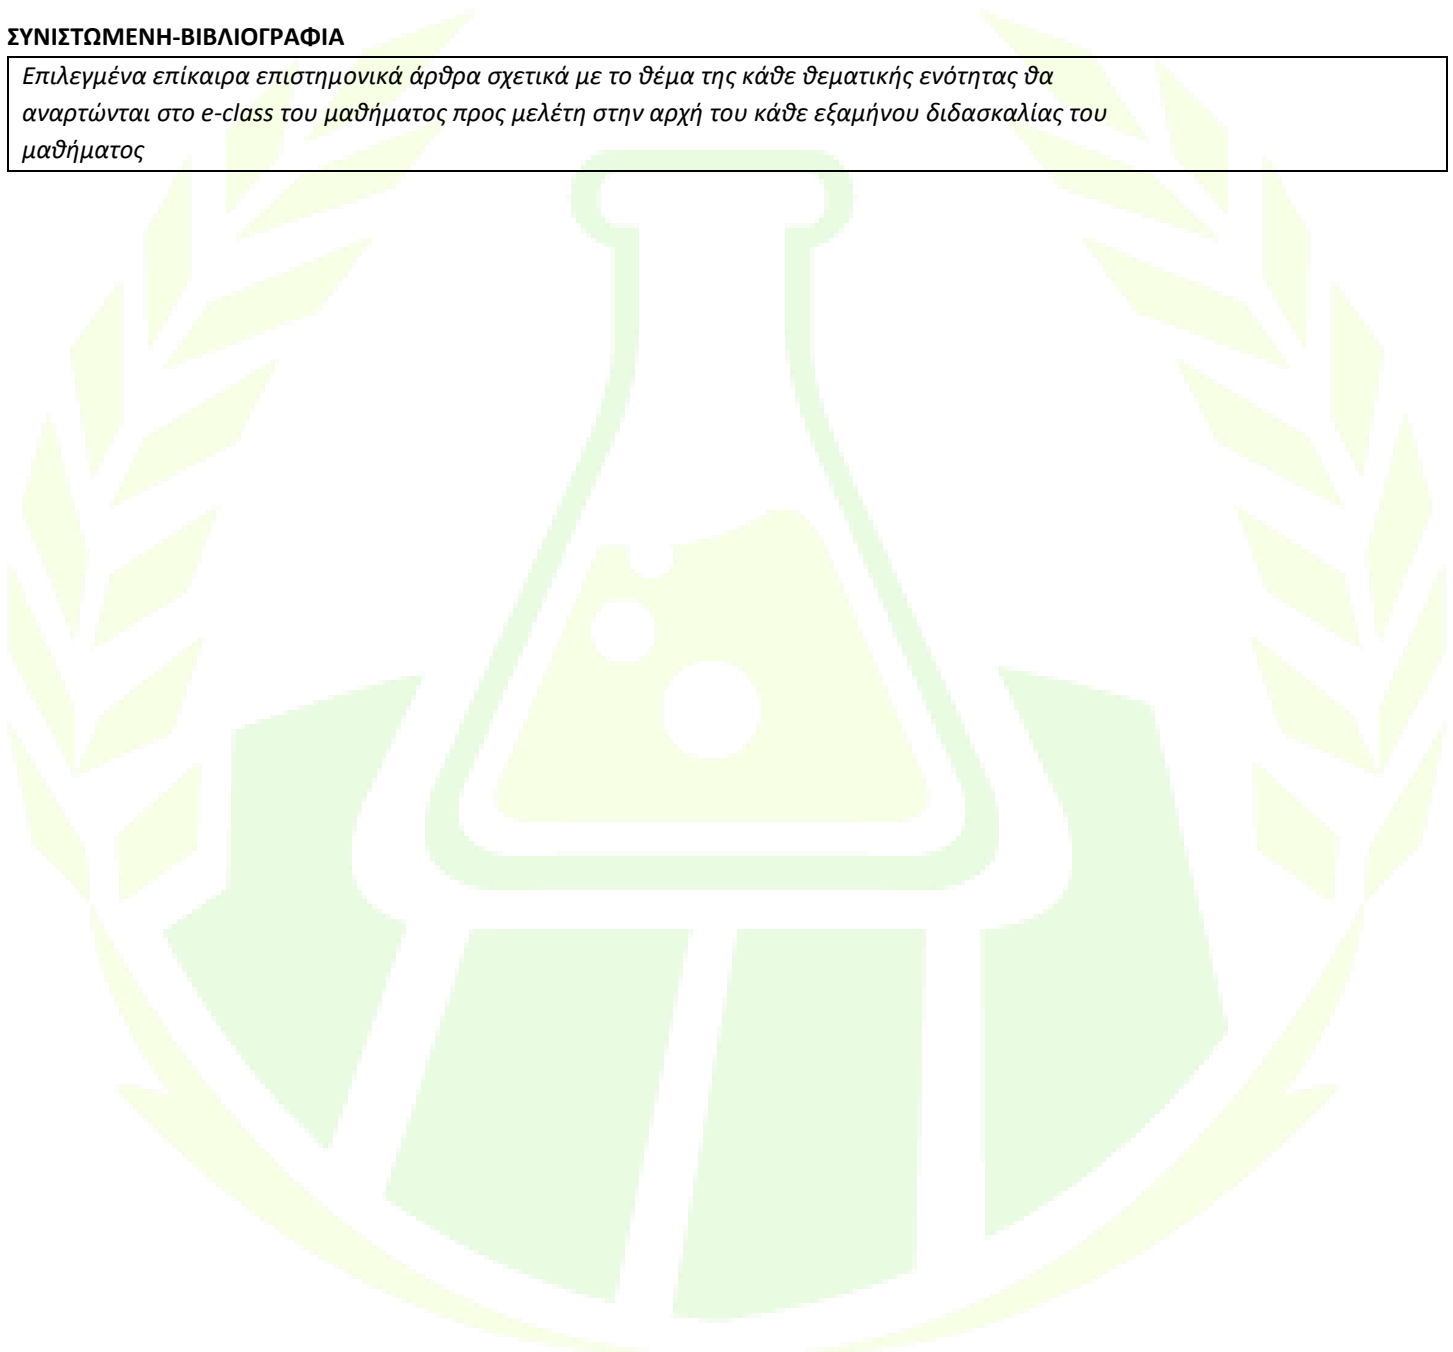 ΣΥΝΙΣΤΩΜΕΝΗ-ΒΙΒΛΙΟΓΡΑΦΙΑ
Επιλεγμένα επίκαιρα επιστημονικά άρθρα σχετικά με το θέμα της κάθε θεματικής ενότητας θα
αναρτώνται στο e-class του μαθήματος προς μελέτη στην αρχή του κάθε εξαμήνου διδασκαλίας του
μαθήματος